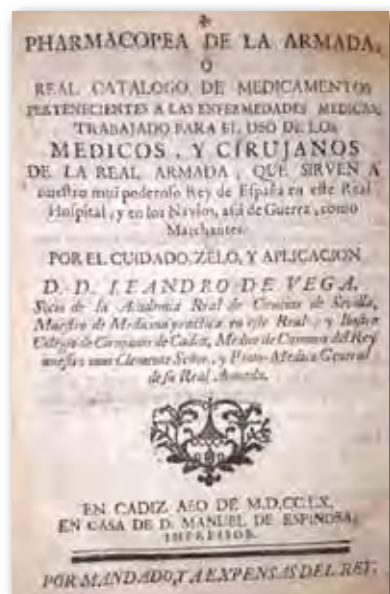 PHARMACOPEA DE LA ARMADA,
O
REAL CATALOGO DE MEDICAMENTOS
PERTENECIENTES A LAS ENFERMEDADES MEDICAS,
TRABAJADO PARA EL USO DE LOS
MEDICOS, Y CIRUJANOS
DE LA REAL ARMADA, QUE SIRVEN A
nuestro mui poderoso Rey de España en este Real
Hospital, y en los Navios, asi de Guerra, como
Marchantes.
POR EL CUIDADO, ZELO, Y APLICACION
D. D. LEANDRO DE VEGA,
Socio de la Academia Real de Ciencias de Sevilla,
Maestro de Medicina practica en este Real, y Ilustre
Colegio de Cirujanos de Cadiz, Medico de Camara del Rey
nuestro mas Clemente Señor, y Proto-Medico General
de su Real Armada.
EN CADIZ AÑO DE M.D.CC.LX.
EN CASA DE D. MANUEL DE ESPINOSA,
IMPRESSOR.
POR MANDADO, Y A EXPENSAS DEL REY.